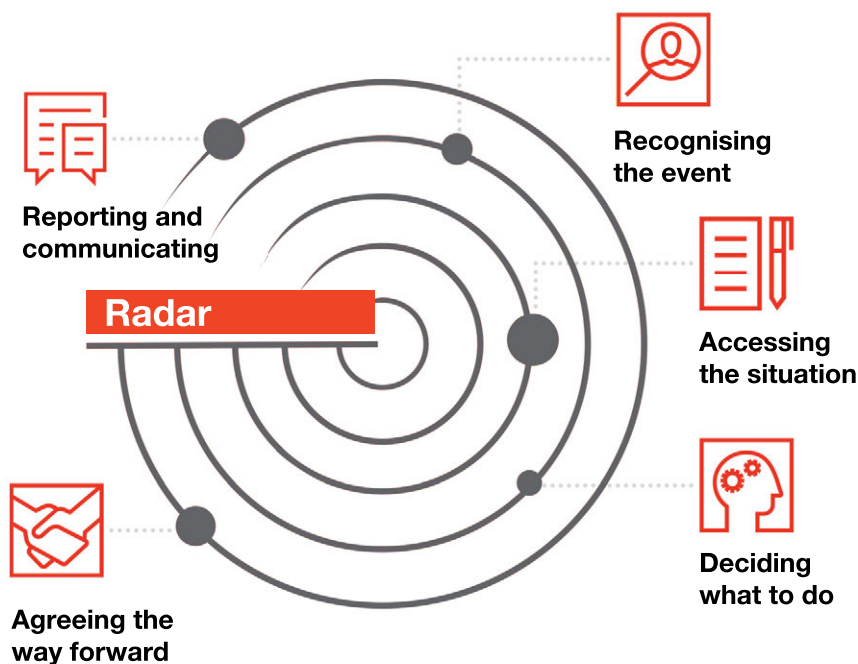 Recognising
the event
Reporting and
communicating
Radar
Accessing
the situation
Deciding
what to do
Agreeing the
way forward